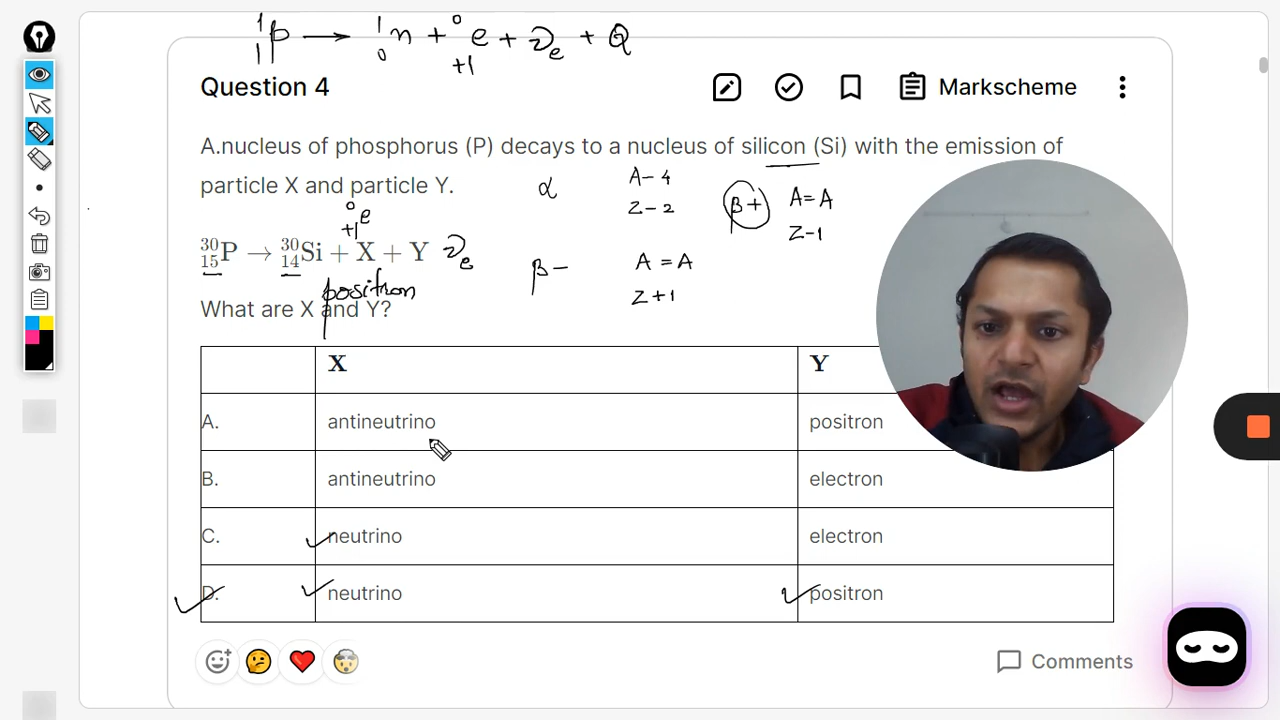 ¹₁p ⟶ ¹₀n + ⁰₊₁e + 𝜈e + Q
Question 4
Markscheme
A.nucleus of phosphorus (P) decays to a nucleus of silicon (Si) with the emission of
particle X and particle Y.
α A-4 Z-2
β+ A=A Z-1
⁰₊₁e
³⁰₁₅P → ³⁰₁₄Si + X + Y 𝜈e
positron
β- A=A Z+1
What are X and Y?
X Y
A. antineutrino positron
B. antineutrino electron
C. neutrino electron
D. neutrino positron
Comments